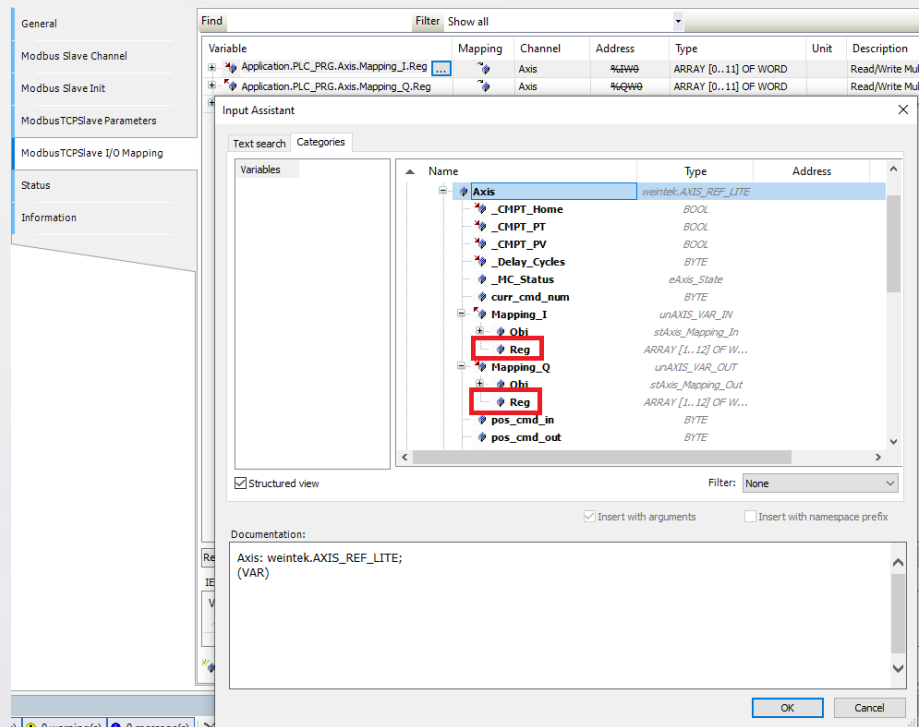 General
Modbus Slave Channel
Modbus Slave Init
ModbusTCPSlave Parameters
ModbusTCPSlave I/O Mapping
Status
Information
Find Filter Show all
Variable Mapping Channel Address Type Unit Description
Application.PLC_PRG.Axis.Mapping_I.Reg ... Axis %IW0 ARRAY [0..11] OF WORD Read/Write Mul
Application.PLC_PRG.Axis.Mapping_Q.Reg Axis %QW0 ARRAY [0..11] OF WORD Read/Write Mul
Input Assistant
Text search Categories
Variables
Name Type Address
Axis weintek.AXIS_REF_LITE
_CMPT_Home BOOL
_CMPT_PT BOOL
_CMPT_PV BOOL
_Delay_Cycles BYTE
_MC_Status eAxis_State
curr_cmd_num BYTE
Mapping_I unAXIS_VAR_IN
Obj stAxis_Mapping_In
Reg ARRAY [1..12] OF W...
Mapping_Q unAXIS_VAR_OUT
Obj stAxis_Mapping_Out
Reg ARRAY [1..12] OF W...
pos_cmd_in BYTE
pos_cmd_out BYTE
Structured view
Filter: None
Insert with arguments Insert with namespace prefix
Documentation:
Axis: weintek.AXIS_REF_LITE;
(VAR)
Re
IE
V
OK Cancel
0 warning(s) 0 message(s)